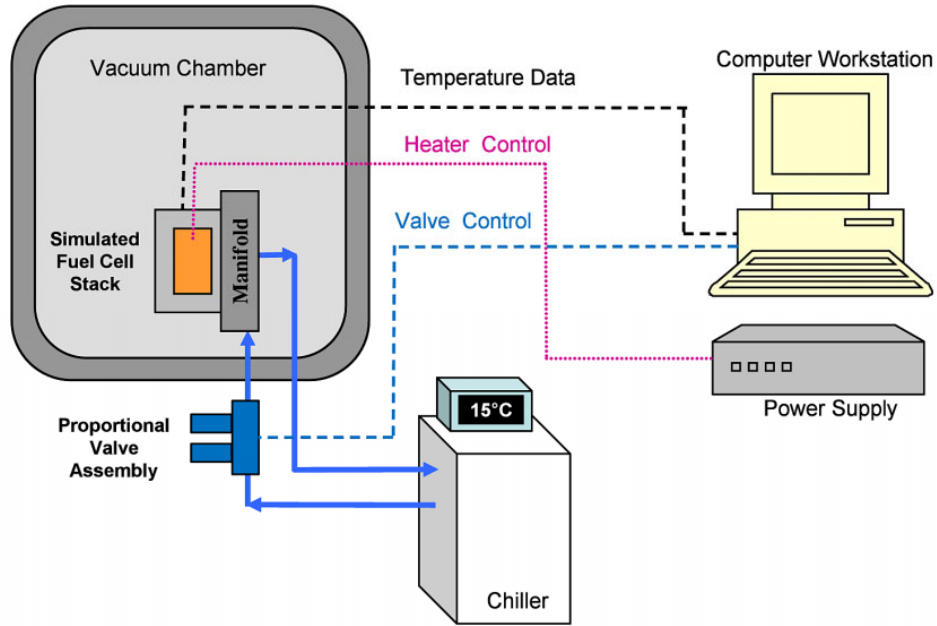 Vacuum Chamber
Temperature Data
Computer Workstation
Heater Control
Valve Control
Simulated
Fuel Cell
Stack
Manifold
Power Supply
15°C
Proportional
Valve
Assembly
Chiller